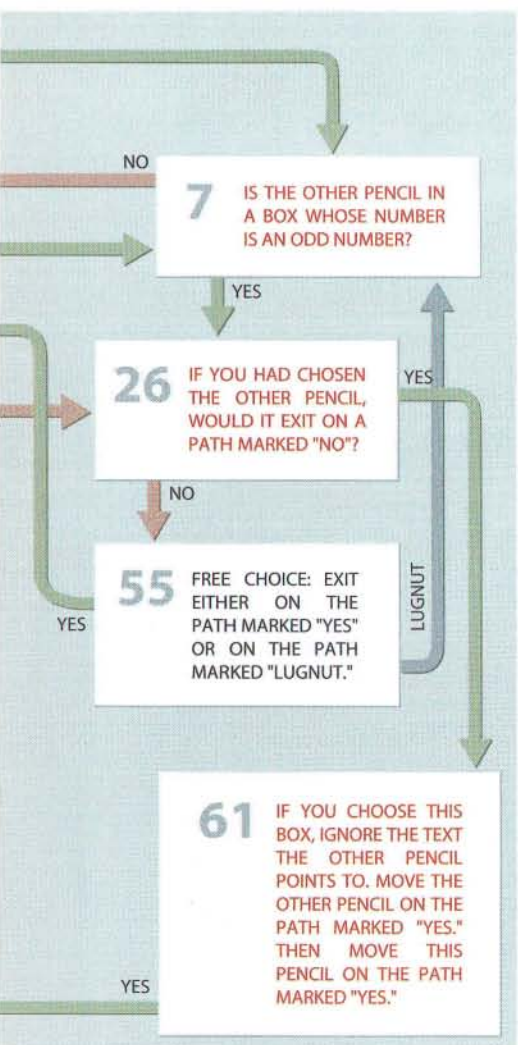 NO
7
IS THE OTHER PENCIL IN
A BOX WHOSE NUMBER
IS AN ODD NUMBER?
YES
26
IF YOU HAD CHOSEN
THE OTHER PENCIL,
WOULD IT EXIT ON A
PATH MARKED "NO"?
YES
NO
55
FREE CHOICE: EXIT
EITHER ON THE
PATH MARKED "YES"
OR ON THE PATH
MARKED "LUGNUT."
YES
LUGNUT
61
IF YOU CHOOSE THIS
BOX, IGNORE THE TEXT
THE OTHER PENCIL
POINTS TO. MOVE THE
OTHER PENCIL ON THE
PATH MARKED "YES."
THEN MOVE THIS
PENCIL ON THE PATH
MARKED "YES."
YES